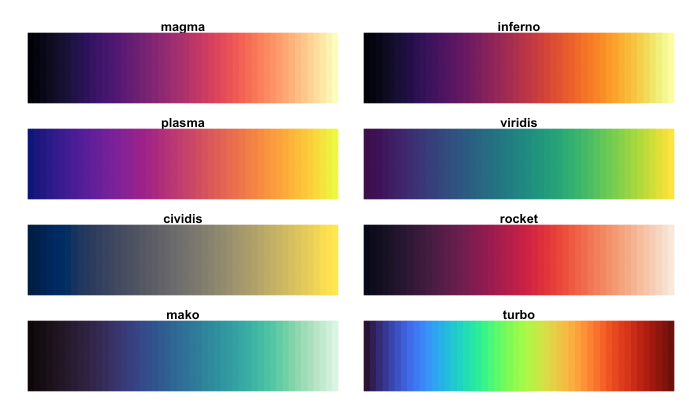 magma
inferno
plasma
viridis
cividis
rocket
mako
turbo